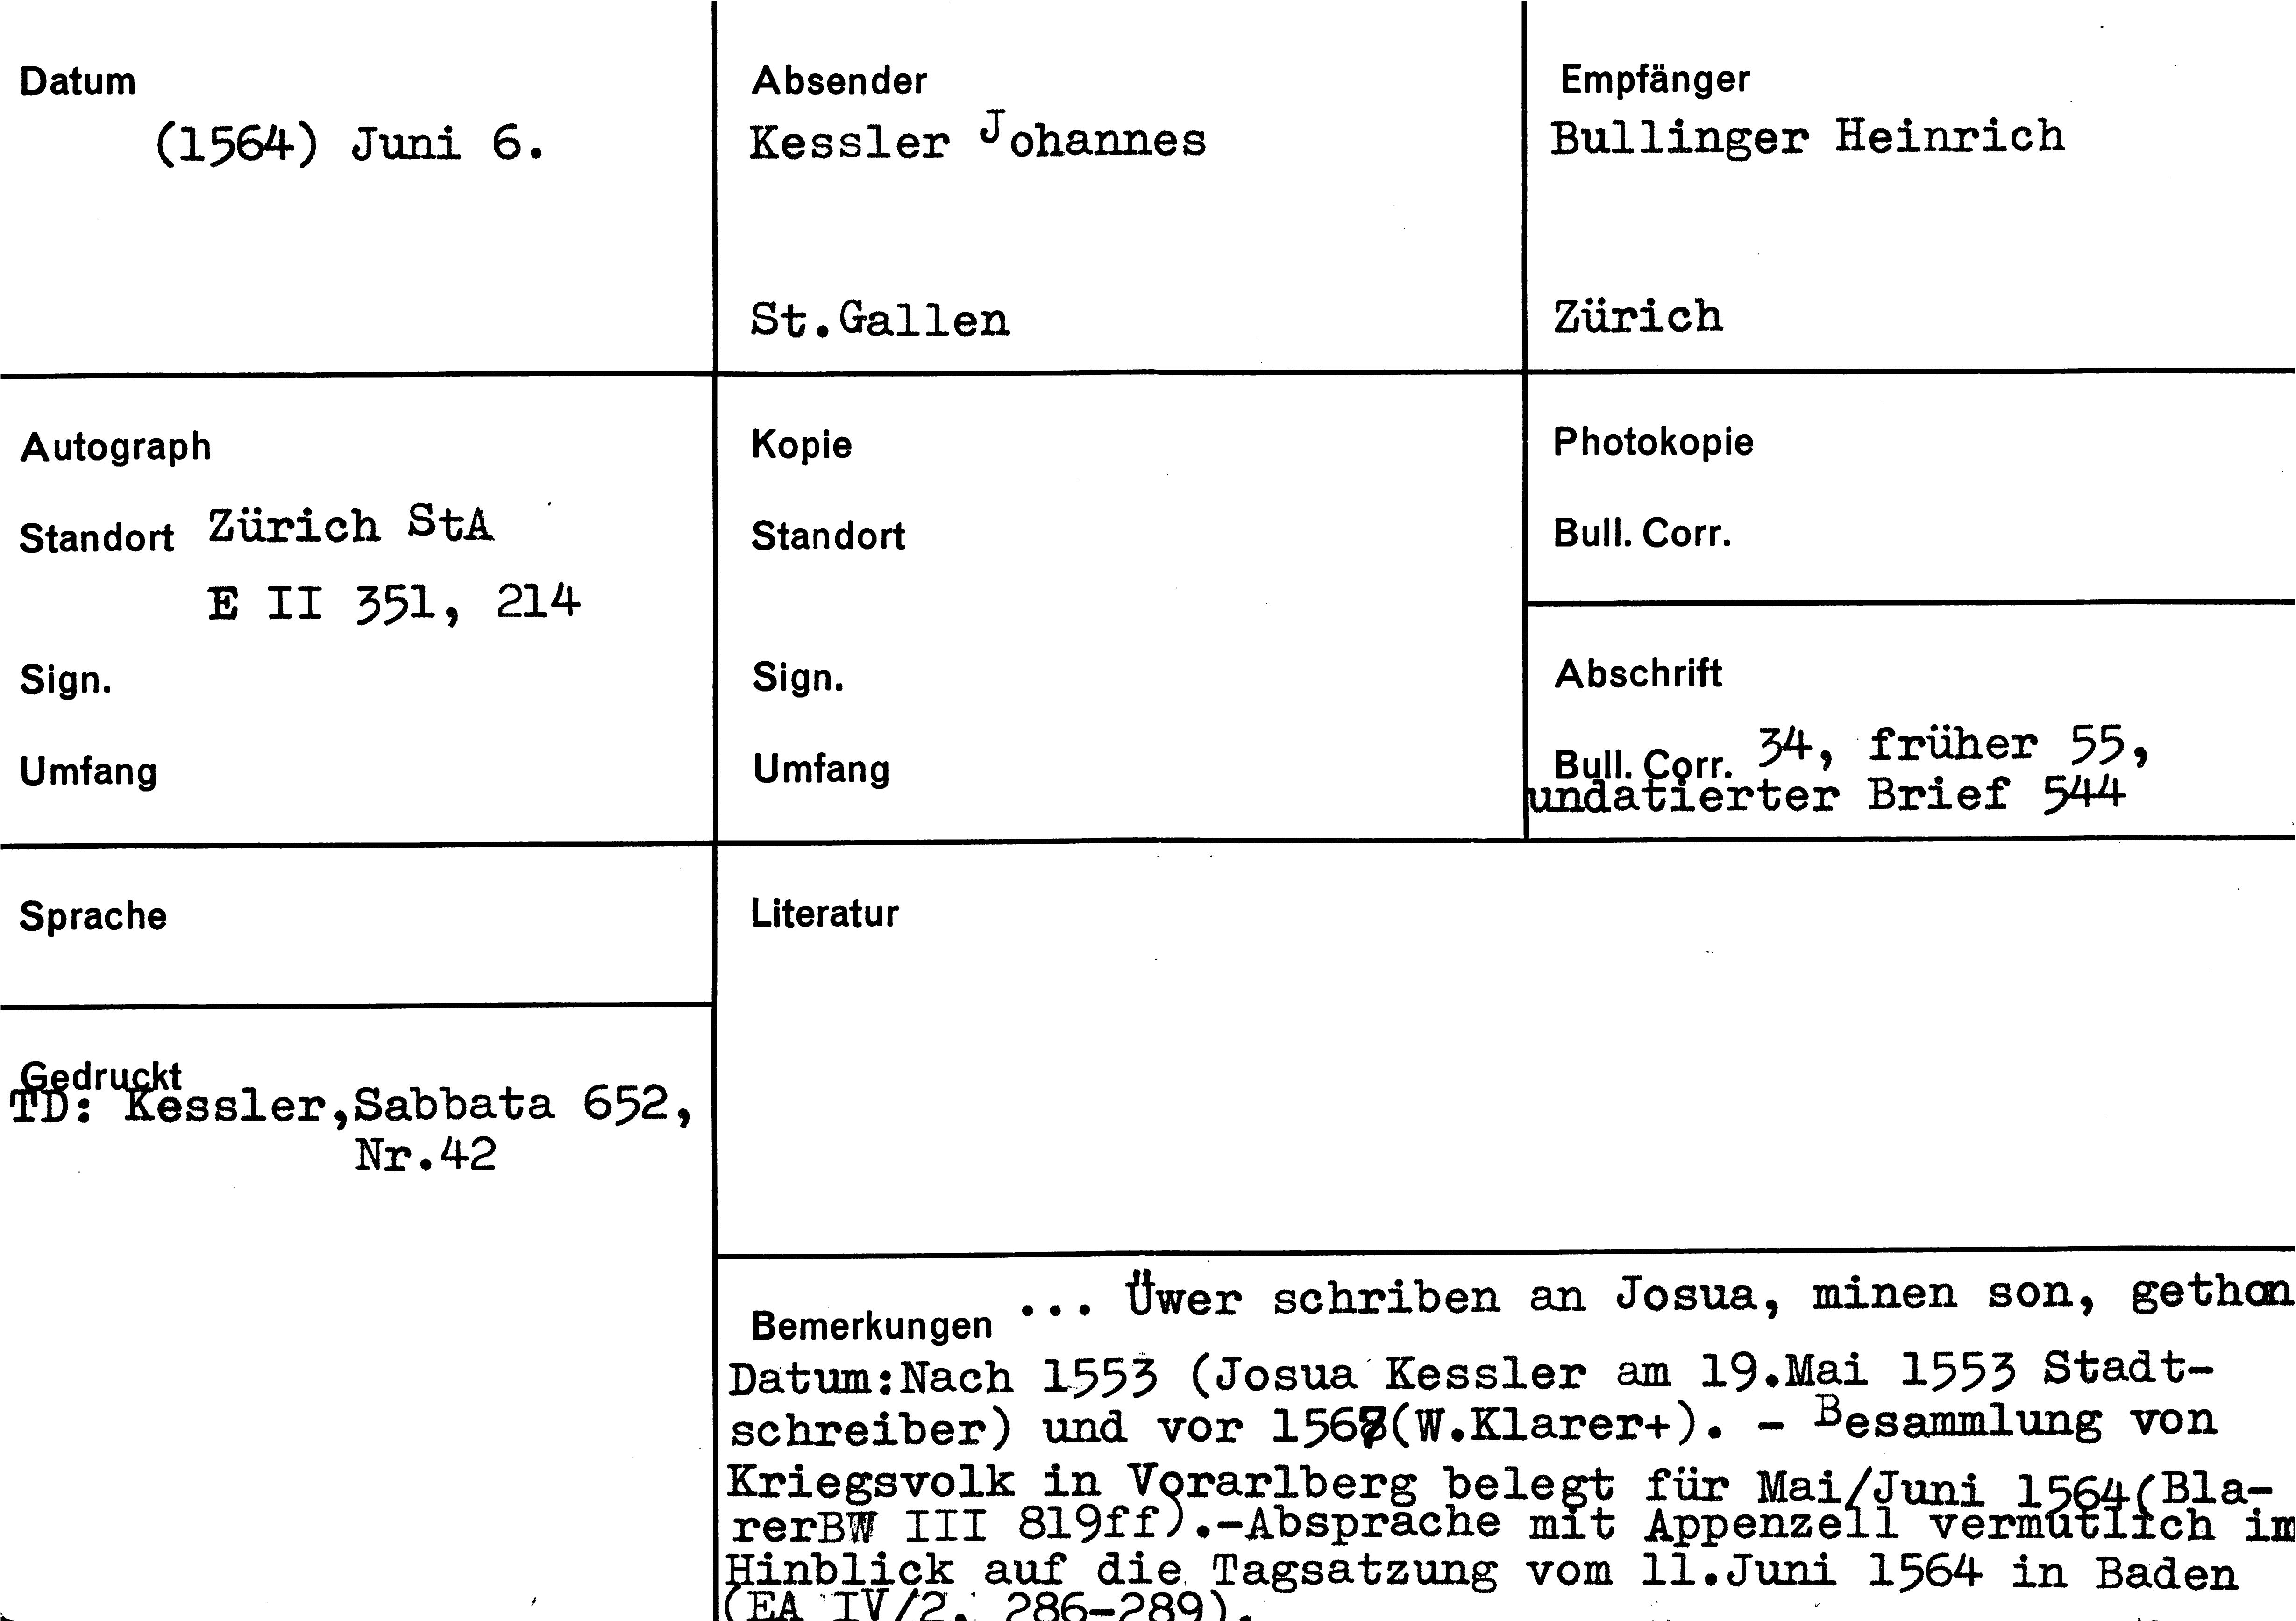 Datum
(1564) Juni 6.
Absender
Kessler Johannes
St.Gallen
Empfänger
Bullinger Heinrich
Zürich
Autograph
Standort Zürich StA
E II 351, 214
Sign.
Umfang
Kopie
Standort
Sign.
Umfang
Photokopie
Bull. Corr.
Abschrift
Bull. Corr. 34, früher 55,
undatierter Brief 544
Sprache
Gedruckt
TD: Kessler,Sabbata 652,
Nr.42
Literatur
Bemerkungen ... Üwer schriben an Josua, minen son, gethon
Datum:Nach 1553 (Josua Kessler am 19.Mai 1553 Stadt-
schreiber) und vor (W.Klarer+). - Besammlung von
Kriegsvolk in Vorarlberg belegt für Mai/Juni 1564(Bla-
rerBW III 819ff).-Absprache mit Appenzell vermutlich im
Hinblick auf die Tagsatzung vom 11.Juni 1564 in Baden
(EA IV/2. 286-289).